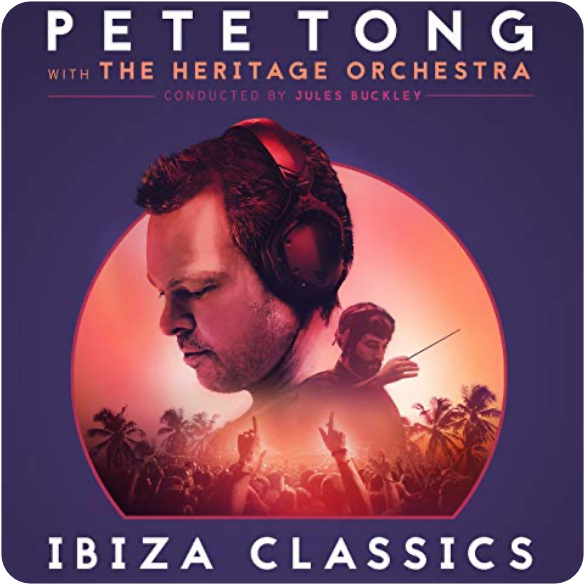 PETE TONG
WITH THE HERITAGE ORCHESTRA
CONDUCTED BY JULES BUCKLEY
IBIZA CLASSICS